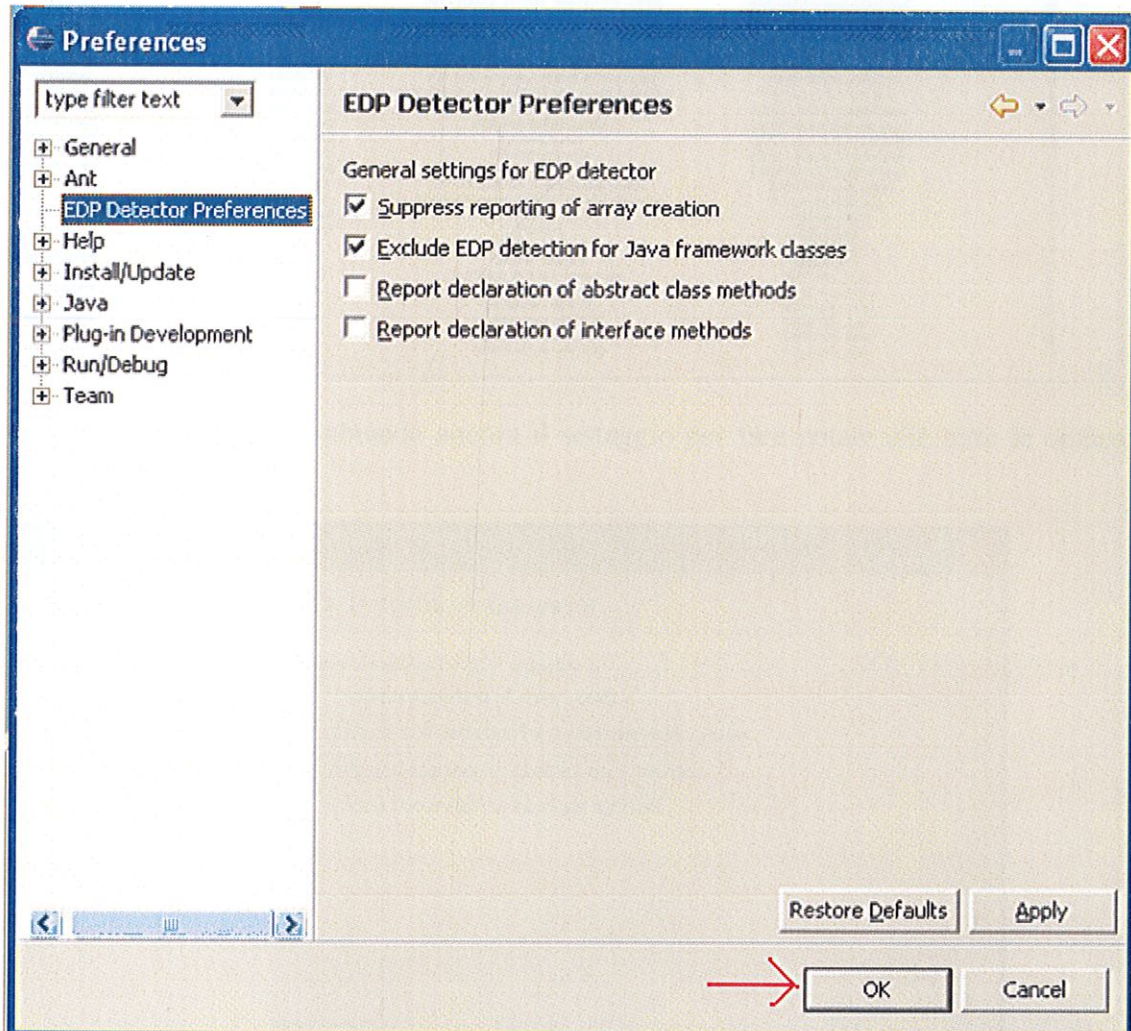 Preferences
type filter text
General
Ant
EDP Detector Preferences
Help
Install/Update
Java
Plug-in Development
Run/Debug
Team
EDP Detector Preferences
General settings for EDP detector
Suppress reporting of array creation
Exclude EDP detection for Java framework classes
Report declaration of abstract class methods
Report declaration of interface methods
Restore Defaults
Apply
OK
Cancel